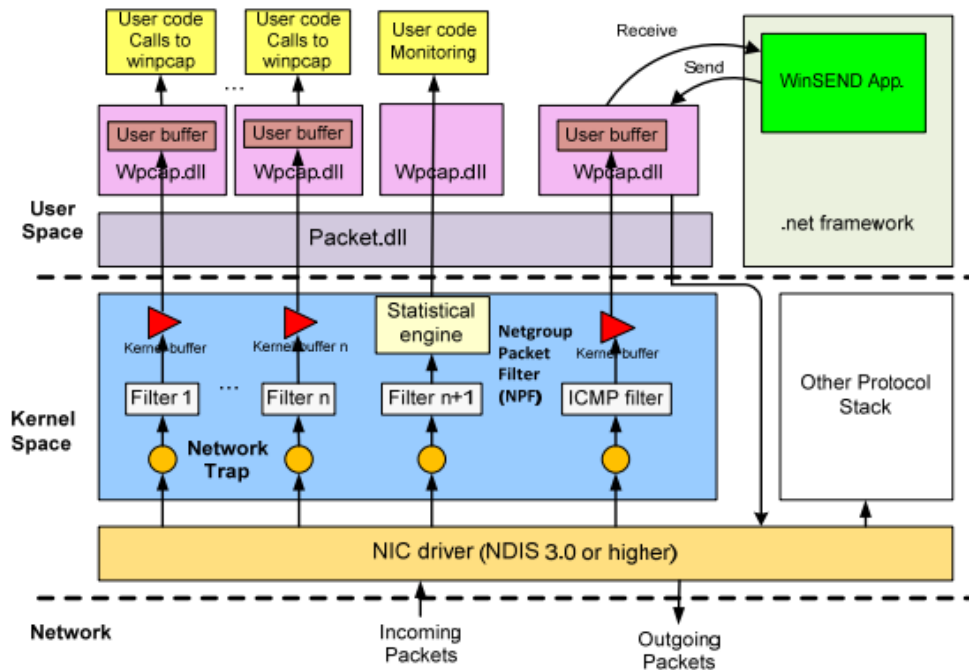 User code
Calls to
winpcap
User code
Calls to
winpcap
User code
Monitoring
...
Receive
Send
WinSEND App.
User buffer
User buffer
User buffer
Wpcap.dll
Wpcap.dll
Wpcap.dll
Wpcap.dll
.net framework
User
Space
Packet.dll
Kernel-buffer
Kernel-buffer n
Statistical
engine
Netgroup
Packet
Filter
(NPF)
Kernel-buffer
Other Protocol
Stack
Filter 1
...
Filter n
Filter n+1
ICMP filter
Kernel
Space
Network
Trap
NIC driver (NDIS 3.0 or higher)
Network
Incoming
Packets
Outgoing
Packets